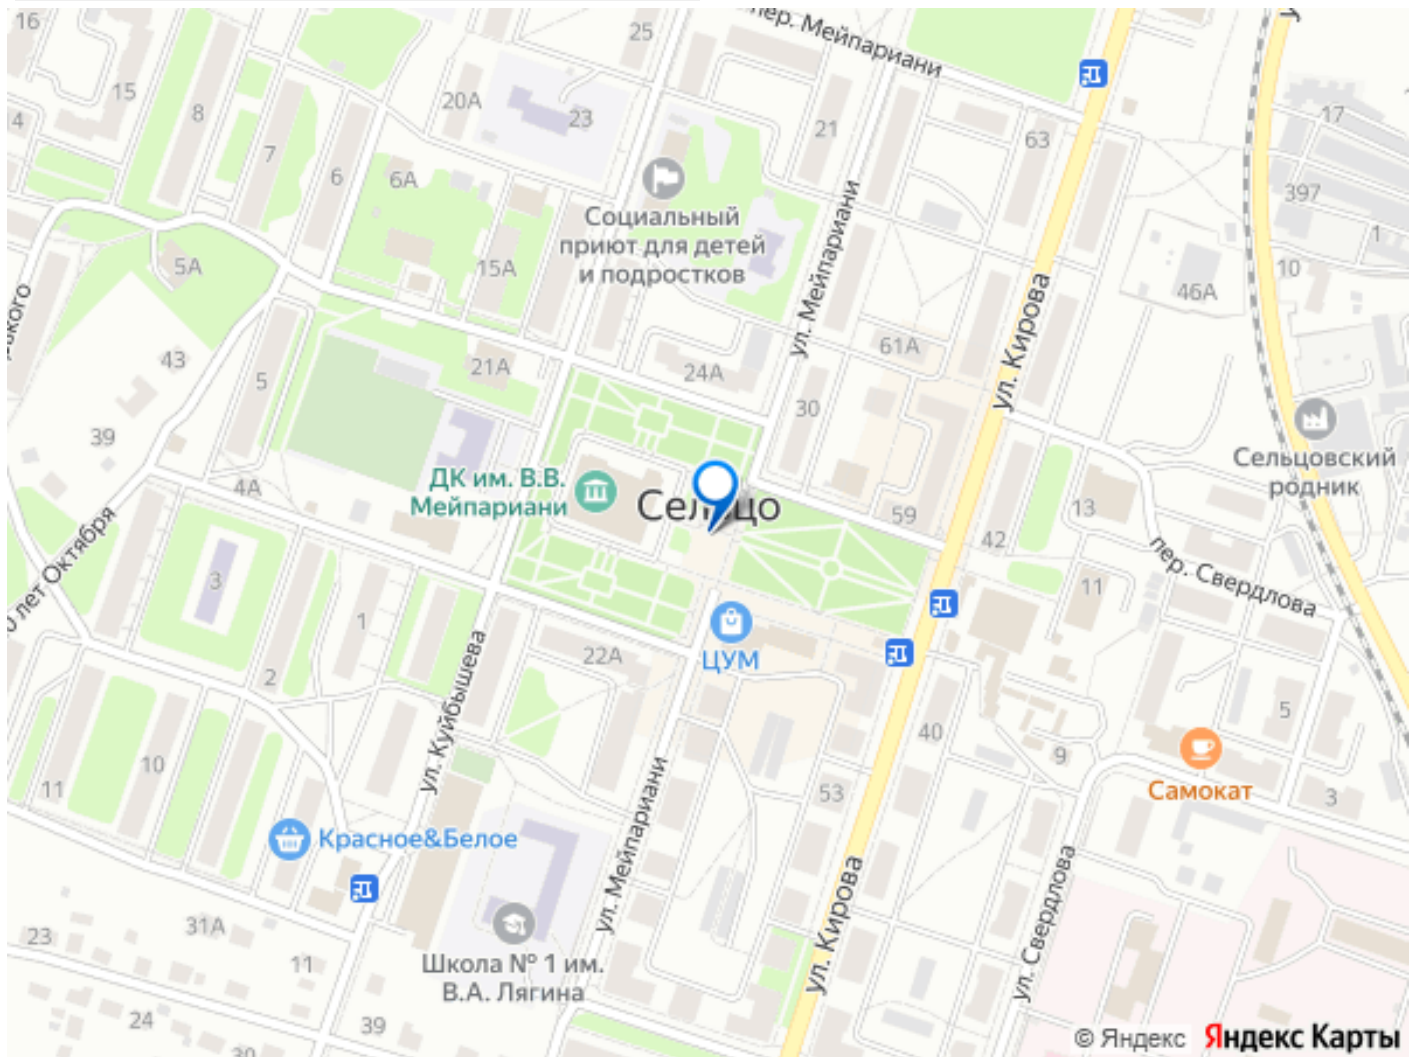 16
25
пер. Мейпариани
15
20А
8
4
23
21
63
17
7
6
6А
397
Социальный
приют для детей
и подростков
ул. Мейпариани
1
5А
15А
10
46А
ул. Кирова
43
21А
24А
61А
5
30
39
ДК им. В.В.
Мейпариани
4А
Сельцо
59
13
42
Сельцовский
родник
лет Октября
пер. Свердлова
3
11
1
ЦУМ
22А
2
ул. Куйбышева
40
5
9
10
11
53
Самокат
3
ул. Мейпариани
Красное&Белое
ул. Кирова
ул. Свердлова
31А
23
11
Школа № 1 им.
В.А. Лягина
24
39
30
© Яндекс Яндекс Карты